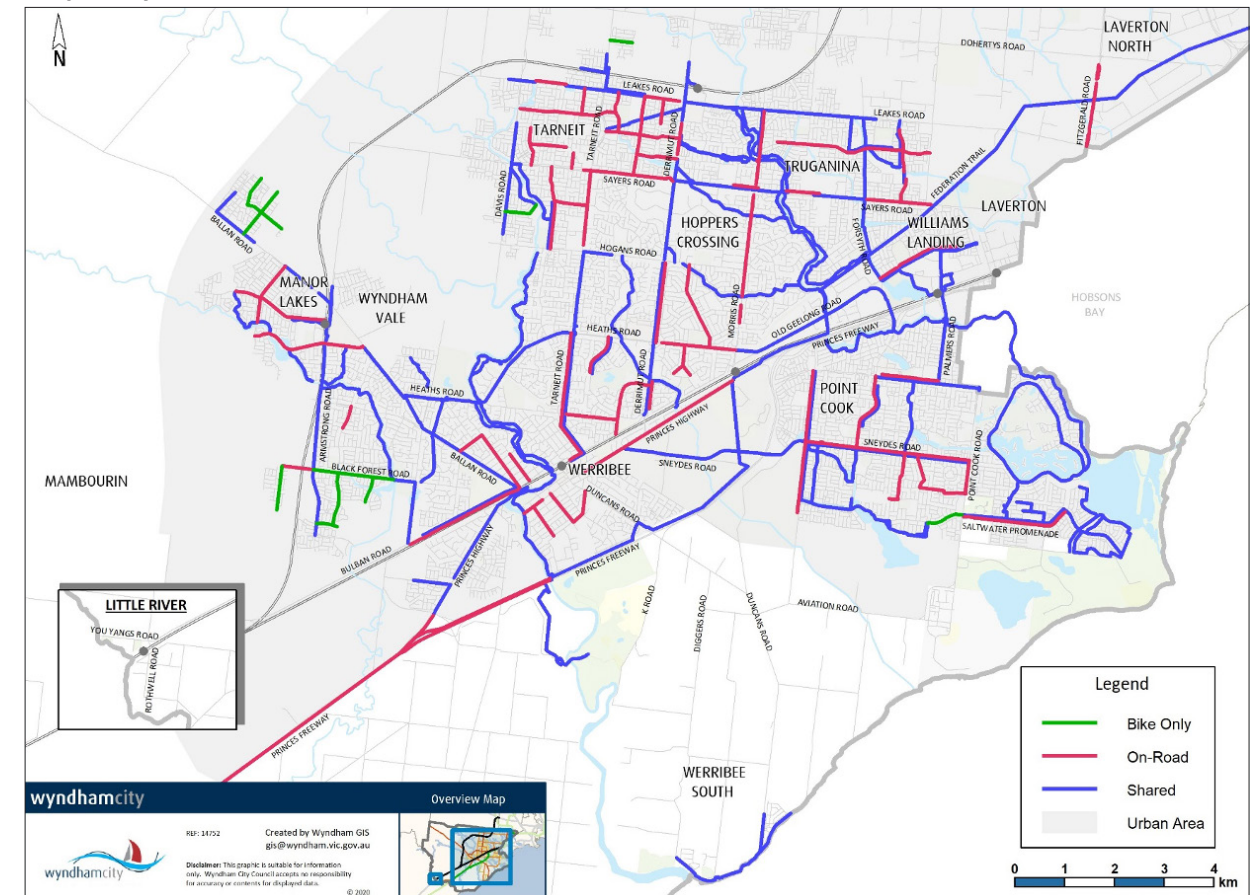 N
LAVERTON
NORTH
DOHERTYS ROAD
LEAKES ROAD
LEAKES ROAD
FITZGERALD ROAD
TARNEIT
TARNEIT ROAD
DERRIMUT ROAD
TRUGANINA
FEDERATION TRAIL
SAYERS ROAD
DAVIS ROAD
SAYERS ROAD
LAVERTON
BALLAN ROAD
HOPPERS
CROSSING
FORSYTH ROAD
WILLIAMS
LANDING
HOGANS ROAD
MANOR
LAKES
WYNDHAM
VALE
HOBSONS
BAY
MORRIS ROAD
OLD GEELONG ROAD
PRINCES FREEWAY
HEATHS ROAD
PALMERS ROAD
TARNEIT ROAD
DERRIMUT ROAD
HEATHS ROAD
POINT
COOK
ARMSTRONG ROAD
PRINCES HIGHWAY
SNEYDES ROAD
BALLAN ROAD
BLACK FOREST ROAD
WERRIBEE
SNEYDES ROAD
POINT COOK ROAD
MAMBOURIN
DUNCANS ROAD
SALTWATER PROMENADE
BULBAN ROAD
PRINCES HIGHWAY
PRINCES FREEWAY
K ROAD
DIGGERS ROAD
DUNCANS ROAD
AVIATION ROAD
LITTLE RIVER
YOU YANGS ROAD
ROTHWELL ROAD
PRINCES FREEWAY
WERRIBEE
SOUTH
Legend
Bike Only
On-Road
Shared
Urban Area
0 1 2 3 4
km
wyndhamcity
Overview Map
REF: 14752
Created by Wyndham GIS
gis@wyndham.vic.gov.au
Disclaimer: This graphic is suitable for information
only. Wyndham City Council accepts no responsibility
for accuracy or contents for displayed data.
© 2020
wyndhamcity